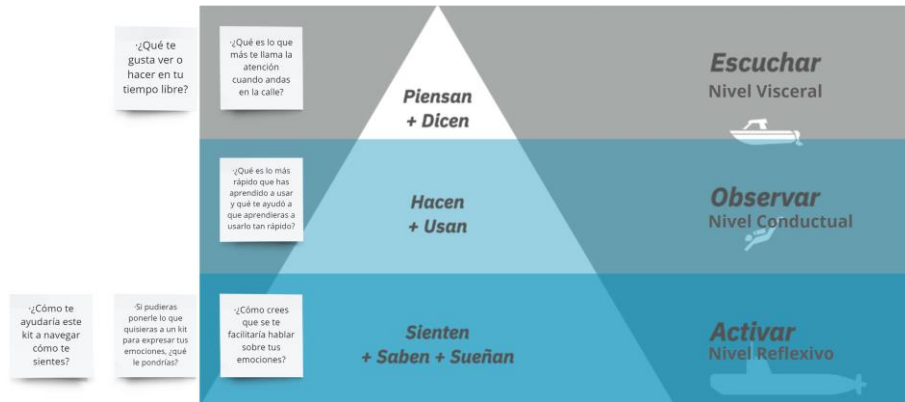 ·¿Qué te
gusta ver o
hacer en tu
tiempo libre?
·¿Qué es lo que
más te llama la
atención
cuando andas
en la calle?
Piensan
+ Dicen
Escuchar
Nivel Visceral
·¿Qué es lo más
rápido que has
aprendido a usar
y qué te ayudó a
que aprendieras a
usarlo tan rápido?
Hacen
+ Usan
Observar
Nivel Conductual
·¿Cómo te
ayudaría este
kit a navegar
cómo te
sientes?
·Si pudieras
ponerle lo que
quisieras a un kit
para expresar tus
emociones, ¿qué
le pondrías?
·¿Cómo crees
que se te
facilitaría hablar
sobre tus
emociones?
Sienten
+ Saben + Sueñan
Activar
Nivel Reflexivo